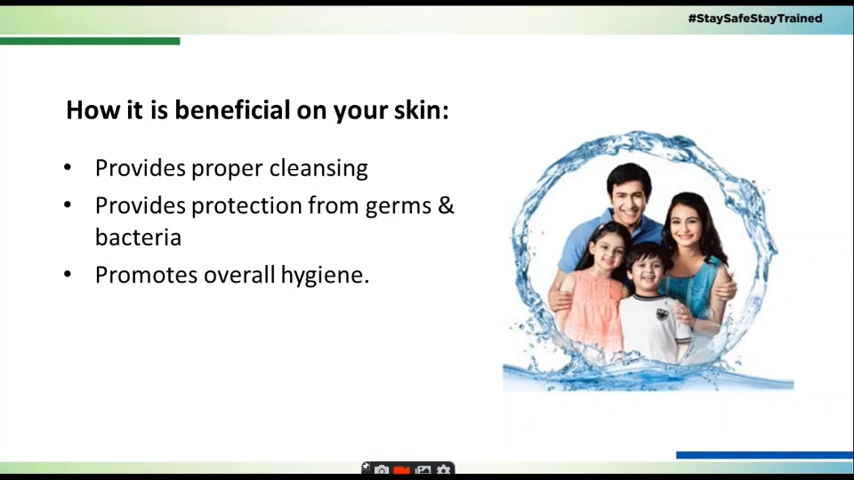 #StaySafeStayTrained
How it is beneficial on your skin:
• Provides proper cleansing
• Provides protection from germs &
bacteria
• Promotes overall hygiene.